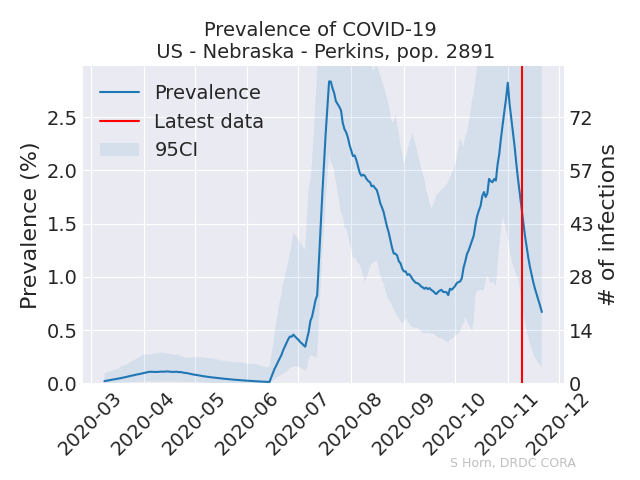 Prevalence of COVID-19
US - Nebraska - Perkins, pop. 2891
Prevalence
Latest data
95CI
Prevalence (%)
2.5
2.0
1.5
1.0
0.5
0.0
72
57
43
28
14
0
# of infections
2020-03
2020-04
2020-05
2020-06
2020-07
2020-08
2020-09
2020-10
2020-11
2020-12
S Horn, DRDC CORA